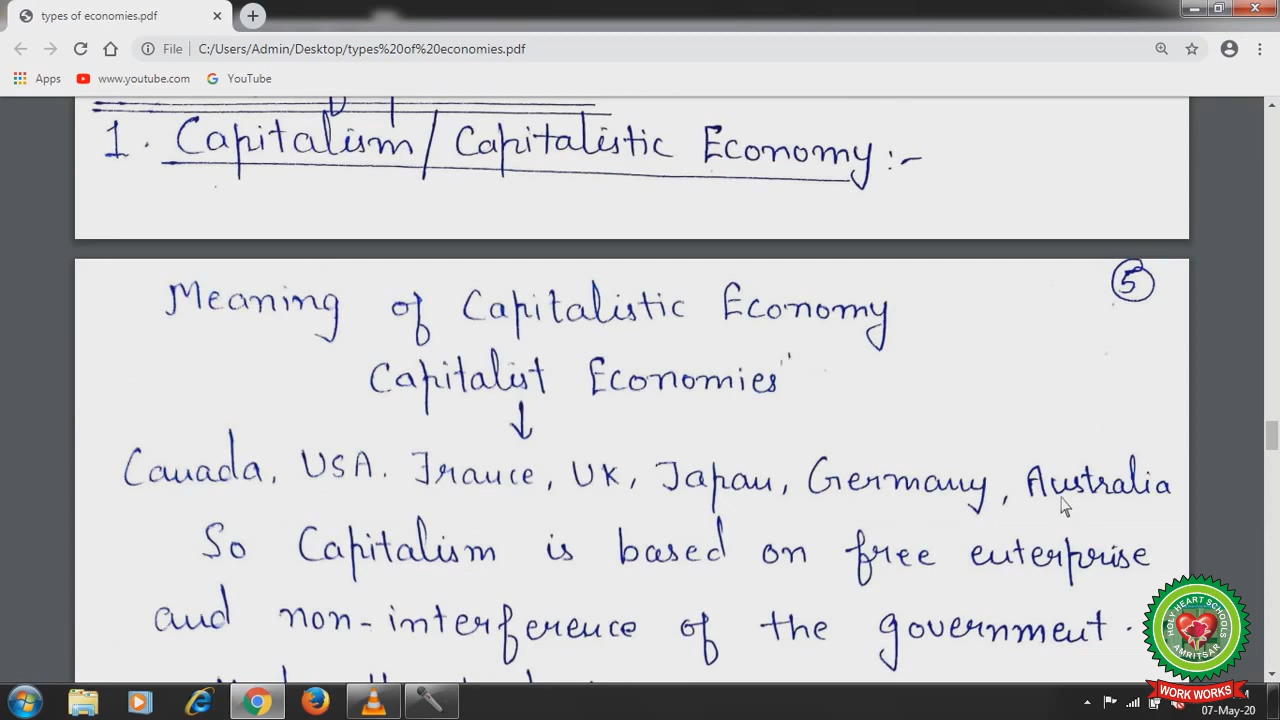 types of economies.pdf
File
C:/Users/Admin/Desktop/types%20of%20economies.pdf
Apps
www.youtube.com
YouTube
1. Capitalism/ Capitalistic Economy :-
5
Meaning of Capitalistic Economy
Capitalist Economies
↓
Canada, USA. France, UK, Japan, Germany, Australia
So Capitalism is based on free enterprise
and non-interference of the government.
HOLY HEART SCHOOLS
AMRITSAR
WORK WORKS
07-May-20